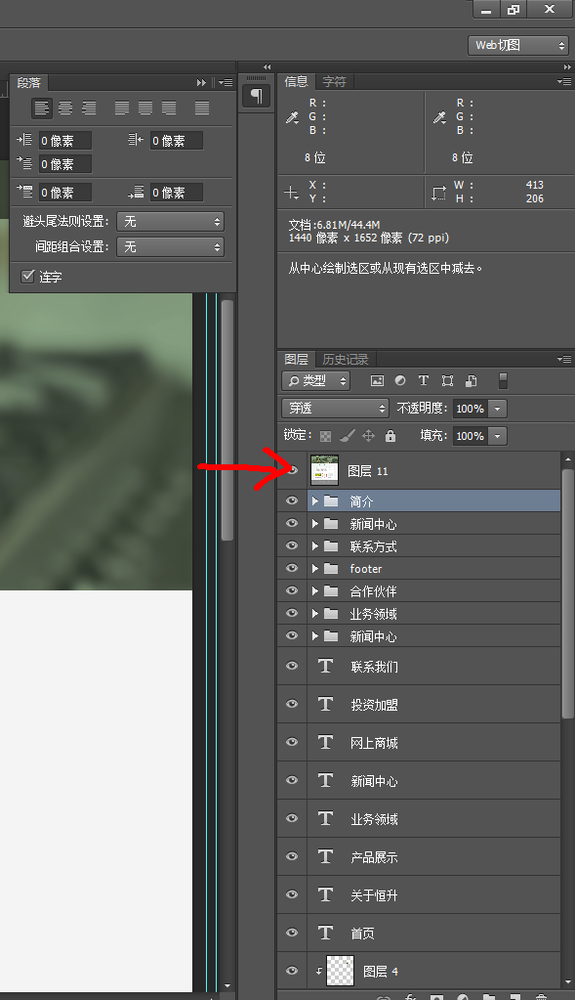 Web切图
段落
0 像素
0 像素
0 像素
0 像素
0 像素
避头尾法则设置: 无
间距组合设置: 无
连字
信息 字符
R : R :
G : G :
B : B :
8 位 8 位
X : W : 413
Y : H : 206
文档:6.81M/44.4M
1440 像素 x 1652 像素 (72 ppi)
从中心绘制选区或从现有选区中减去。
图层 历史记录
类型
穿透 不透明度: 100%
锁定: 填充: 100%
图层 11
简介
新闻中心
联系方式
footer
合作伙伴
业务领域
新闻中心
联系我们
投资加盟
网上商城
新闻中心
业务领域
产品展示
关于恒升
首页
图层 4